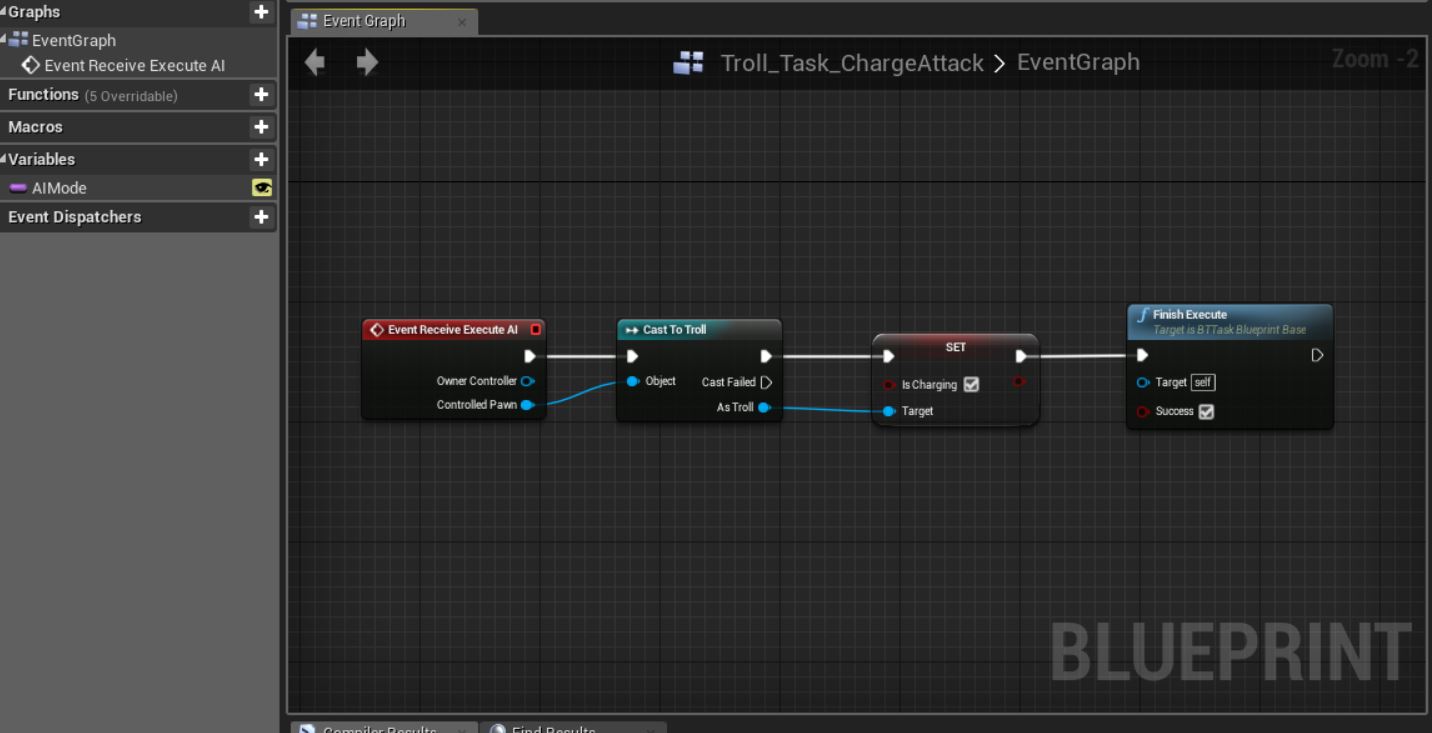 Graphs
EventGraph
Event Receive Execute AI
Functions (5 Overridable)
Macros
Variables
AIMode
Event Dispatchers
Event Graph
Troll_Task_ChargeAttack > EventGraph
Zoom -2
Event Receive Execute AI
Owner Controller
Controlled Pawn
Cast To Troll
Object
Cast Failed
As Troll
SET
Is Charging
Target
Finish Execute
Target is BTTask Blueprint Base
Target self
Success
BLUEPRINT
Compiler Results
Find Results